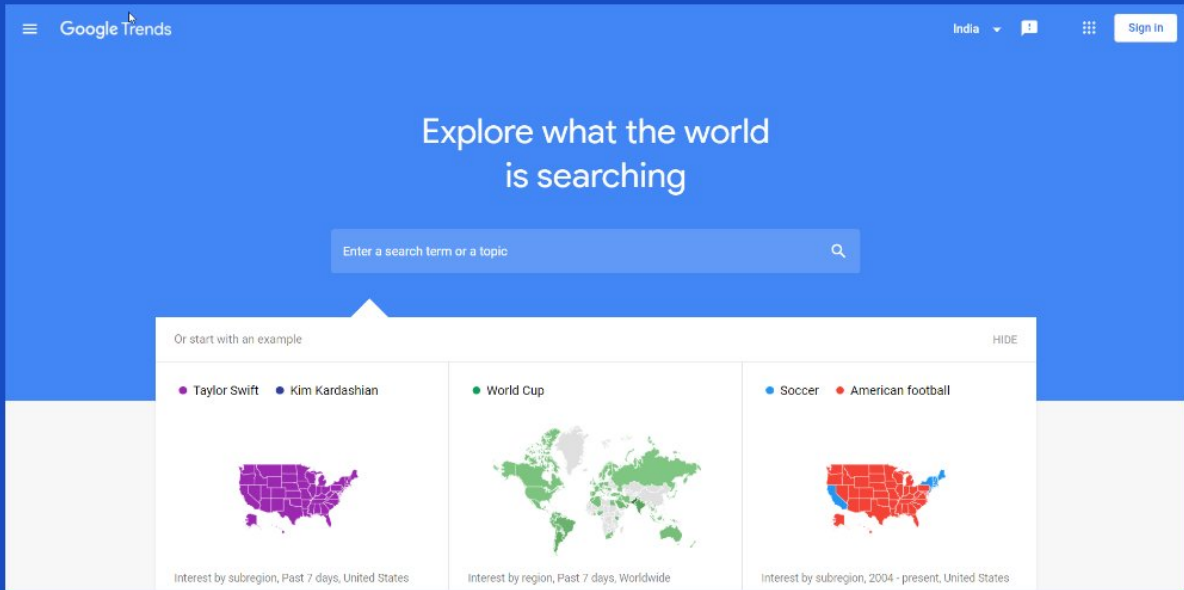 Google Trends
India
Sign in
Explore what the world
is searching
Enter a search term or a topic
Or start with an example
HIDE
Taylor Swift Kim Kardashian
World Cup
Soccer American football
Interest by subregion, Past 7 days, United States
Interest by region, Past 7 days, Worldwide
Interest by subregion, 2004 - present, United States